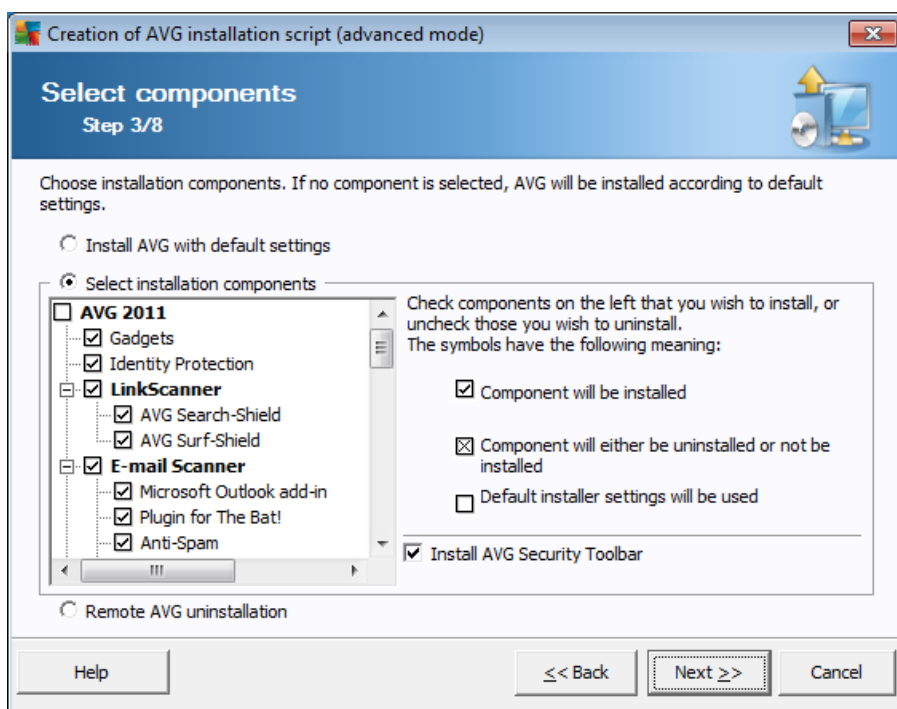 Creation of AVG installation script (advanced mode)
Select components
Step 3/8
Choose installation components. If no component is selected, AVG will be installed according to default
settings.
Install AVG with default settings
Select installation components
AVG 2011
Gadgets
Identity Protection
LinkScanner
AVG Search-Shield
AVG Surf-Shield
E-mail Scanner
Microsoft Outlook add-in
Plugin for The Bat!
Anti-Spam
Check components on the left that you wish to install, or
uncheck those you wish to uninstall.
The symbols have the following meaning:
Component will be installed
Component will either be uninstalled or not be
installed
Default installer settings will be used
Install AVG Security Toolbar
Remote AVG uninstallation
Help
<< Back
Next >>
Cancel